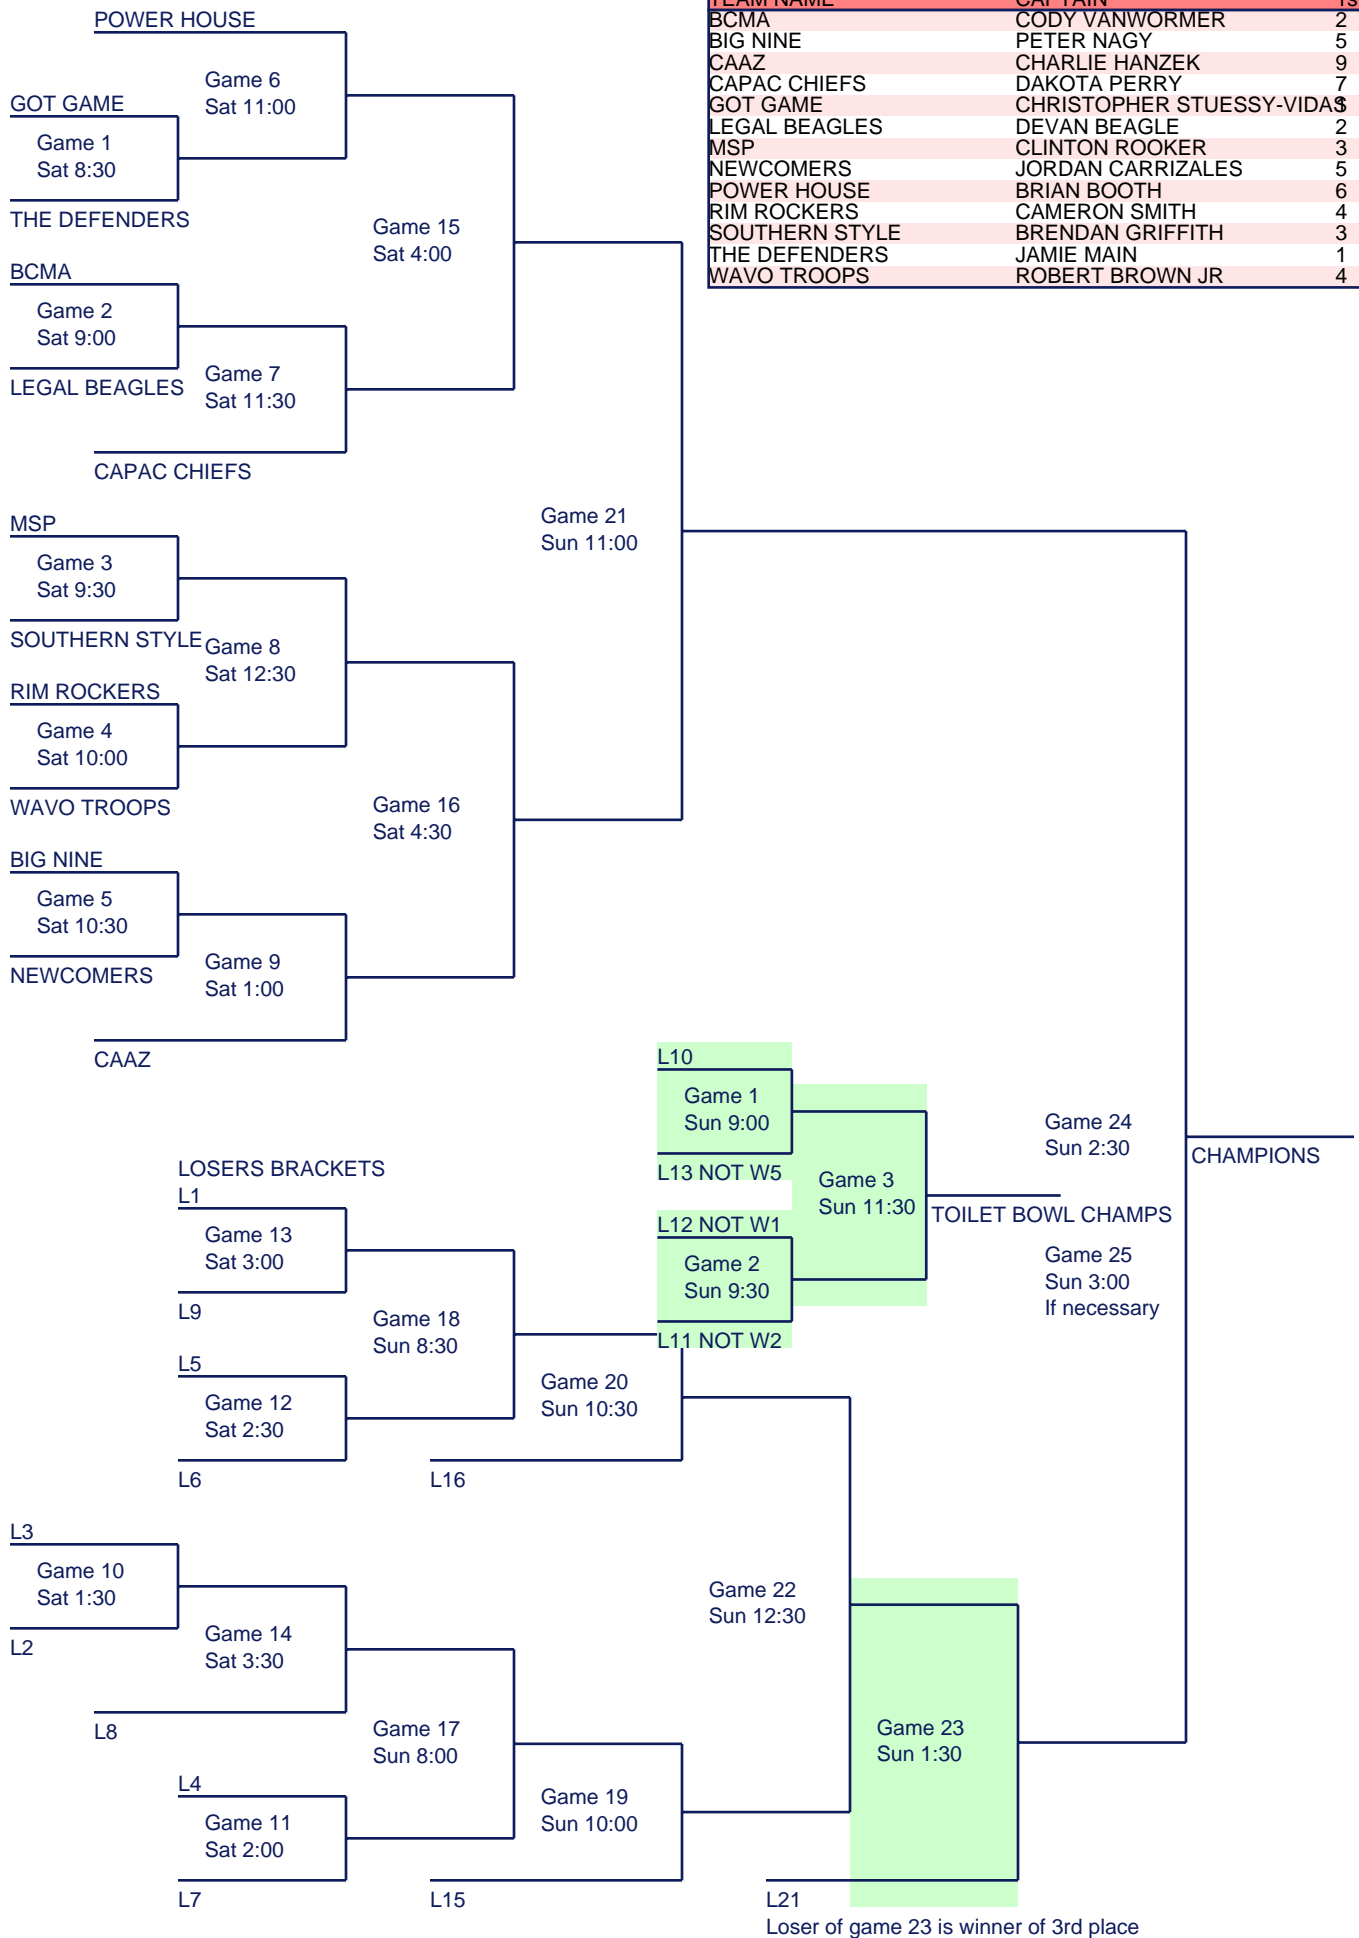 TEAM NAME CAPTAIN 1s
BCMA CODY VANWORMER 2
BIG NINE PETER NAGY 5
CAAZ CHARLIE HANZEK 9
CAPAC CHIEFS DAKOTA PERRY 7
GOT GAME CHRISTOPHER STUESSY-VIDAS 1
LEGAL BEAGLES DEVAN BEAGLE 2
MSP CLINTON ROOKER 3
NEWCOMERS JORDAN CARRIZALES 5
POWER HOUSE BRIAN BOOTH 6
RIM ROCKERS CAMERON SMITH 4
SOUTHERN STYLE BRENDAN GRIFFITH 3
THE DEFENDERS JAMIE MAIN 1
WAVO TROOPS ROBERT BROWN JR 4
POWER HOUSE
Game 6
Sat 11:00
GOT GAME
Game 1
Sat 8:30
THE DEFENDERS
Game 15
Sat 4:00
BCMA
Game 2
Sat 9:00
LEGAL BEAGLES
Game 7
Sat 11:30
CAPAC CHIEFS
Game 21
Sun 11:00
MSP
Game 3
Sat 9:30
SOUTHERN STYLE
Game 8
Sat 12:30
RIM ROCKERS
Game 4
Sat 10:00
WAVO TROOPS
Game 16
Sat 4:30
BIG NINE
Game 5
Sat 10:30
NEWCOMERS
Game 9
Sat 1:00
CAAZ
L10
Game 1
Sun 9:00
L13 NOT W5
Game 3
Sun 11:30
L12 NOT W1
Game 2
Sun 9:30
L11 NOT W2
TOILET BOWL CHAMPS
Game 24
Sun 2:30
CHAMPIONS
Game 25
Sun 3:00
If necessary
LOSERS BRACKETS
L1
Game 13
Sat 3:00
L9
Game 18
Sun 8:30
L5
Game 12
Sat 2:30
L6
Game 20
Sun 10:30
L16
L3
Game 10
Sat 1:30
L2
Game 14
Sat 3:30
L8
Game 22
Sun 12:30
Game 17
Sun 8:00
Game 23
Sun 1:30
L4
Game 11
Sat 2:00
L7
Game 19
Sun 10:00
L15
L21
Loser of game 23 is winner of 3rd place